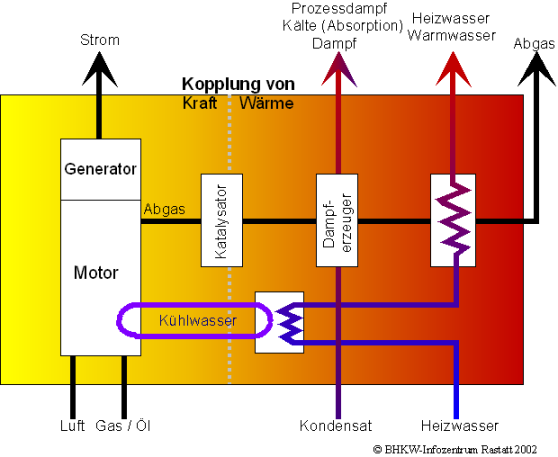 Prozessdampf
Kälte (Absorption)
Dampf
Heizwasser
Warmwasser
Strom
Abgas
Kopplung von
Kraft Wärme
Generator
Abgas
Katalysator
Dampf-
erzeuger
Motor
Kühlwasser
Luft Gas / Öl
Kondensat
Heizwasser
© BHKW-Infozentrum Rastatt 2002